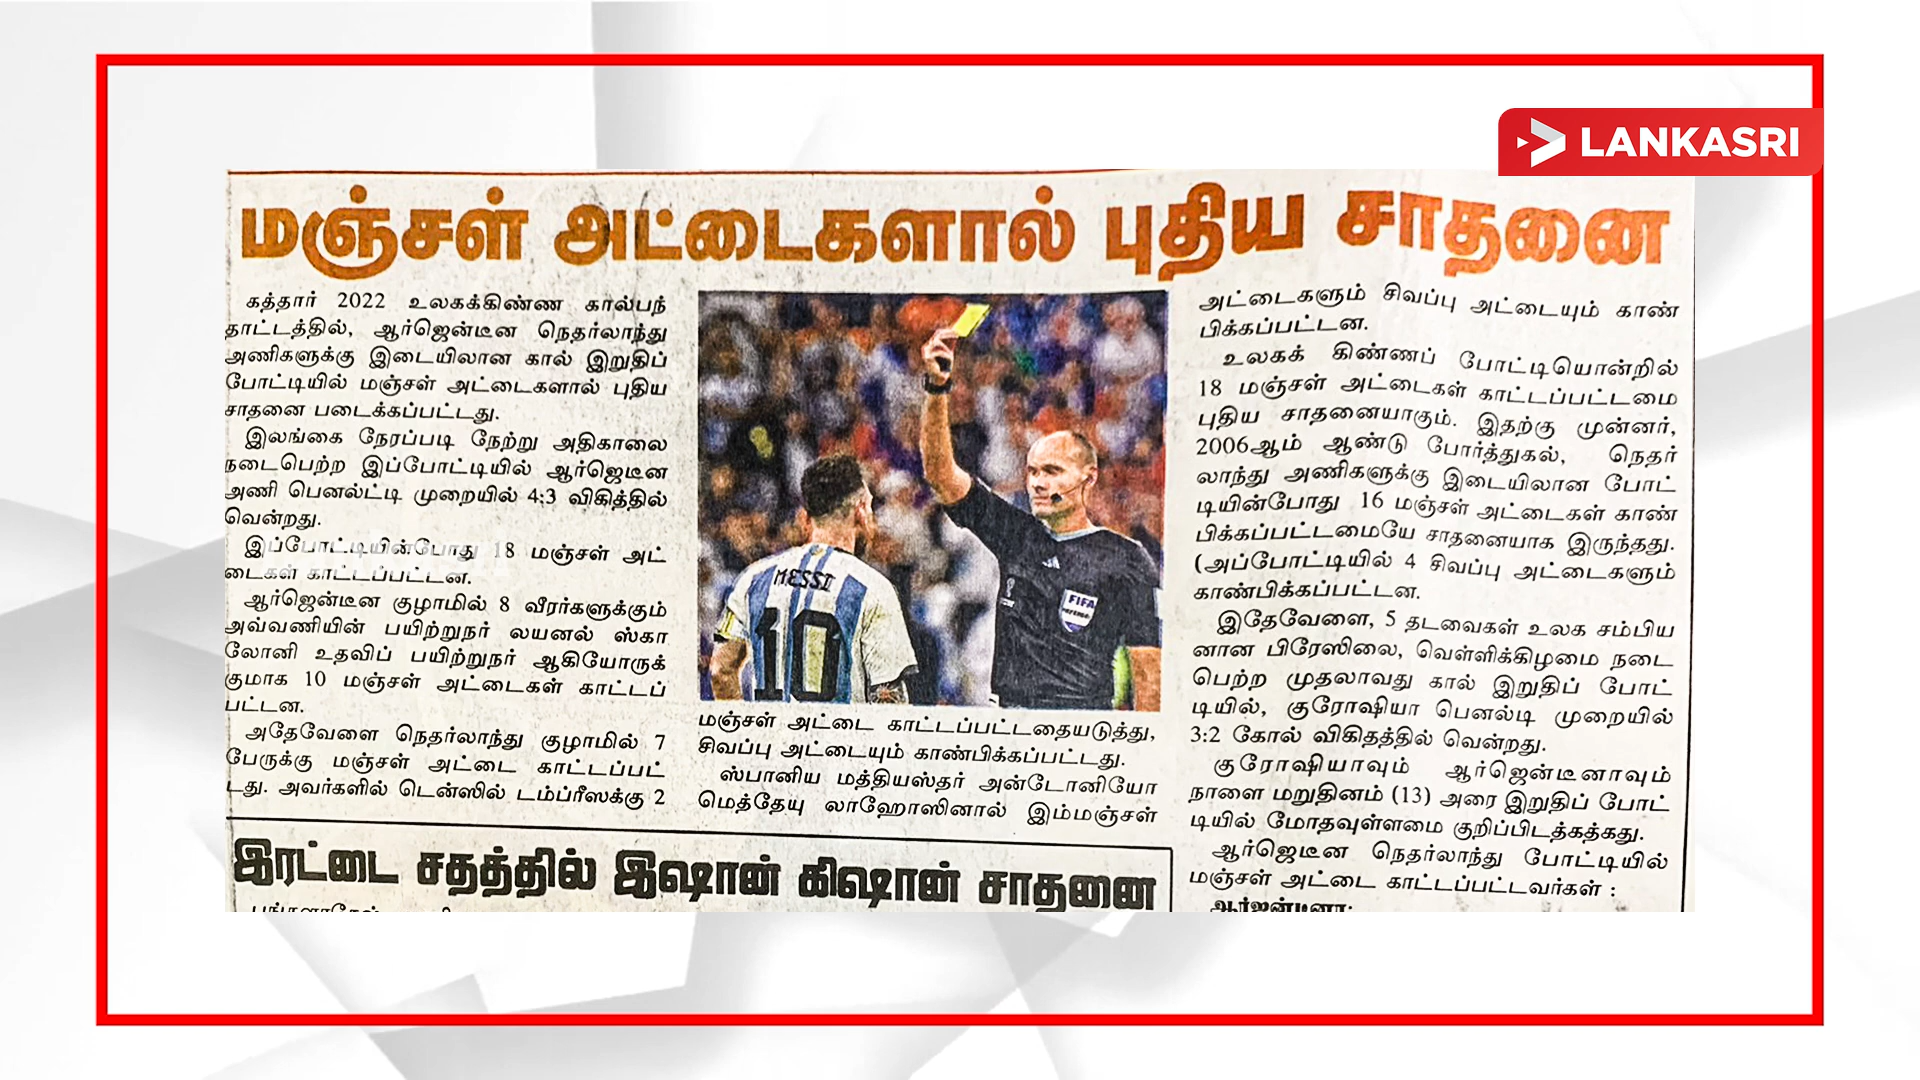 LANKASRI
மஞ்சள் அட்டைகளால் புதிய சாதனை
கத்தார் 2022 உலகக்கிண்ண கால்பந்
தாட்டத்தில், ஆர்ஜென்டீன நெதர்லாந்து
அணிகளுக்கு இடையிலான கால் இறுதிப்
போட்டியில் மஞ்சள் அட்டைகளால் புதிய
சாதனை படைக்கப்பட்டது.
இலங்கை நேரப்படி நேற்று அதிகாலை
நடைபெற்ற இப்போட்டியில் ஆர்ஜெடீன
அணி பெனல்ட்டி முறையில் 4:3 விகித்தில்
வென்றது.
இப்போட்டியின்போது 18 மஞ்சள் அட்
டைகள் காட்டப்பட்டன.
ஆர்ஜென்டீன குழாமில் 8 வீரர்களுக்கும்
அவ்வணியின் பயிற்றுநர் லயனல் ஸ்கா
லோனி உதவிப் பயிற்றுநர் ஆகியோருக்
குமாக 10 மஞ்சள் அட்டைகள் காட்டப்
பட்டன.
அதேவேளை நெதர்லாந்து குழாமில் 7
பேருக்கு மஞ்சள் அட்டை காட்டப்பட்
டது. அவர்களில் டென்ஸில் டம்ப்ரீஸக்கு 2
MESSI
10
FIFA
மஞ்சள் அட்டை காட்டப்பட்டதையடுத்து,
சிவப்பு அட்டையும் காண்பிக்கப்பட்டது.
ஸ்பானிய மத்தியஸ்தர் அன்டோனியோ
மெத்தேயு லாஹோஸினால் இம்மஞ்சள்
அட்டைகளும் சிவப்பு அட்டையும் காண்
பிக்கப்பட்டன.
உலகக் கிண்ணப் போட்டியொன்றில்
18 மஞ்சள் அட்டைகள் காட்டப்பட்டமை
புதிய சாதனையாகும். இதற்கு முன்னர்,
2006ஆம் ஆண்டு போர்த்துகல், நெதர்
லாந்து அணிகளுக்கு இடையிலான போட்
டியின்போது 16 மஞ்சள் அட்டைகள் காண்
பிக்கப்பட்டமையே சாதனையாக இருந்தது.
(அப்போட்டியில் 4 சிவப்பு அட்டைகளும்
காண்பிக்கப்பட்டன.
இதேவேளை, 5 தடவைகள் உலக சம்பிய
னான பிரேஸிலை, வெள்ளிக்கிழமை நடை
பெற்ற முதலாவது கால் இறுதிப் போட்
டியில், குரோஷியா பெனல்டி முறையில்
3:2 கோல் விகிதத்தில் வென்றது.
குரோஷியாவும் ஆர்ஜென்டீனாவும்
நாளை மறுதினம் (13) அரை இறுதிப் போட்
டியில் மோதவுள்ளமை குறிப்பிடத்தக்கது.
ஆர்ஜெடீன நெதர்லாந்து போட்டியில்
மஞ்சள் அட்டை காட்டப்பட்டவர்கள் :
ஆர்ஜன்டீனா:
இரட்டை சதத்தில் இஷான் கிஷான் சாதனை